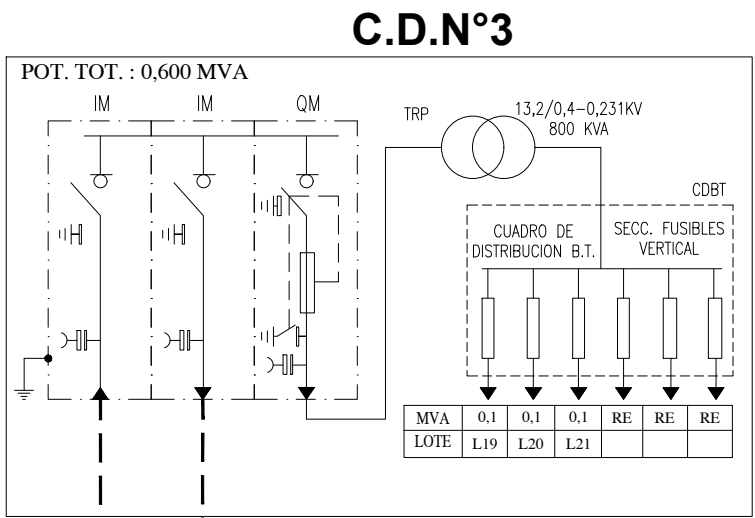 C.D.N°3
POT. TOT. : 0,600 MVA
IM IM QM
TRP
13,2/0,4-0,231KV
800 KVA
CDBT
CUADRO DE
DISTRIBUCION B.T.
SECC. FUSIBLES
VERTICAL
MVA 0,1 0,1 0,1 RE RE RE
LOTE L19 L20 L21